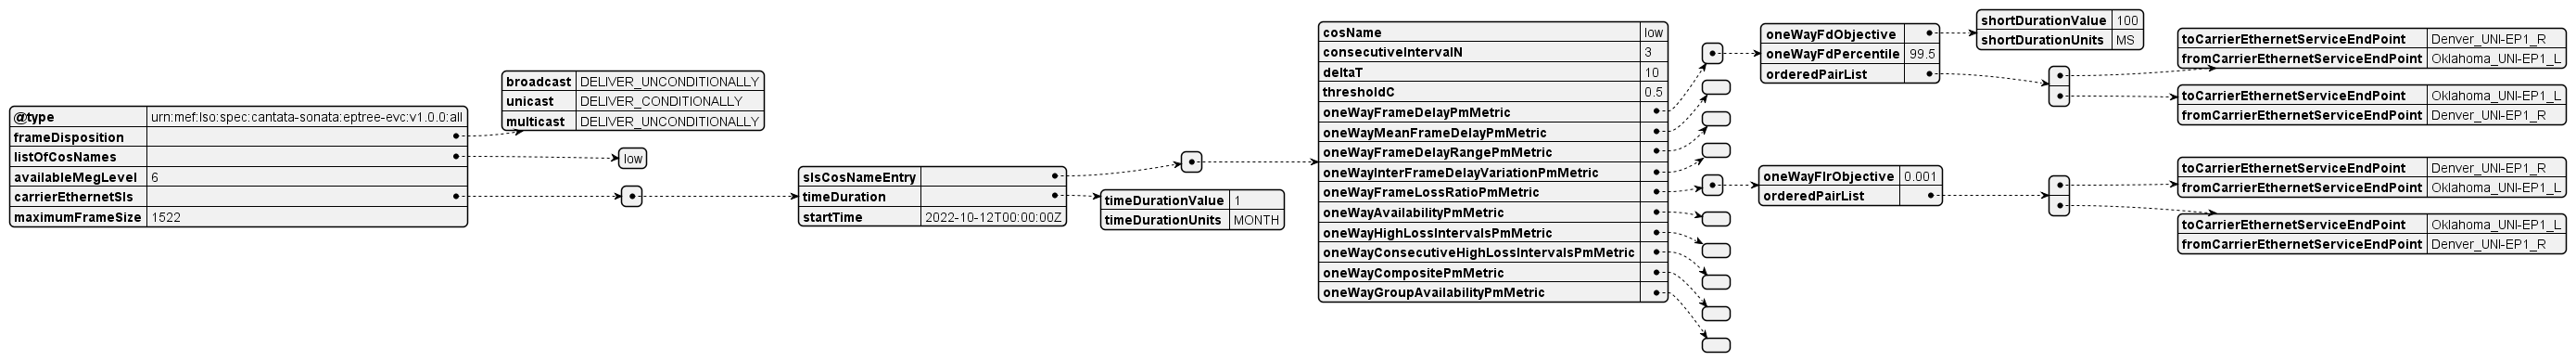 @type urn:mef:lso:spec:cantata-sonata:eptree-evc:v1.0.0:all
frameDisposition
listOfCosNames
availableMegLevel 6
carrierEthernetSls
maximumFrameSize 1522
broadcast DELIVER_UNCONDITIONALLY
unicast DELIVER_CONDITIONALLY
multicast DELIVER_UNCONDITIONALLY
low
slsCosNameEntry
timeDuration
startTime 2022-10-12T00:00:00Z
timeDurationValue 1
timeDurationUnits MONTH
cosName low
consecutiveIntervalN 3
deltaT 10
thresholdC 0.5
oneWayFrameDelayPmMetric
oneWayMeanFrameDelayPmMetric
oneWayFrameDelayRangePmMetric
oneWayInterFrameDelayVariationPmMetric
oneWayFrameLossRatioPmMetric
oneWayAvailabilityPmMetric
oneWayHighLossIntervalsPmMetric
oneWayConsecutiveHighLossIntervalsPmMetric
oneWayCompositePmMetric
oneWayGroupAvailabilityPmMetric
oneWayFdObjective
oneWayFdPercentile 99.5
orderedPairList
shortDurationValue 100
shortDurationUnits MS
toCarrierEthernetServiceEndPoint Denver_UNI-EP1_R
fromCarrierEthernetServiceEndPoint Oklahoma_UNI-EP1_L
toCarrierEthernetServiceEndPoint Oklahoma_UNI-EP1_L
fromCarrierEthernetServiceEndPoint Denver_UNI-EP1_R
oneWayFlrObjective 0.001
orderedPairList
toCarrierEthernetServiceEndPoint Denver_UNI-EP1_R
fromCarrierEthernetServiceEndPoint Oklahoma_UNI-EP1_L
toCarrierEthernetServiceEndPoint Oklahoma_UNI-EP1_L
fromCarrierEthernetServiceEndPoint Denver_UNI-EP1_R